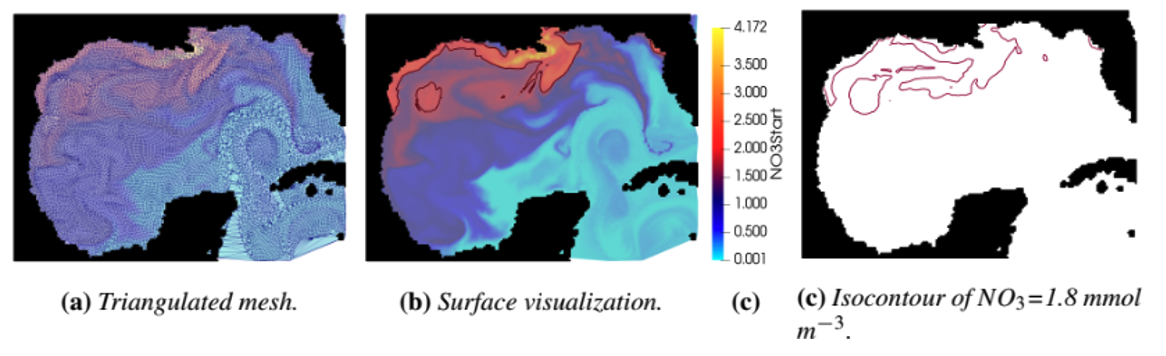 4.172
3.500
3.000
2.500
2.000
1.500
1.000
0.500
0.001
NO3Start
(a) Triangulated mesh.
(b) Surface visualization.
(c)
(c) Isocontour of NO₃=1.8 mmol
m⁻³.